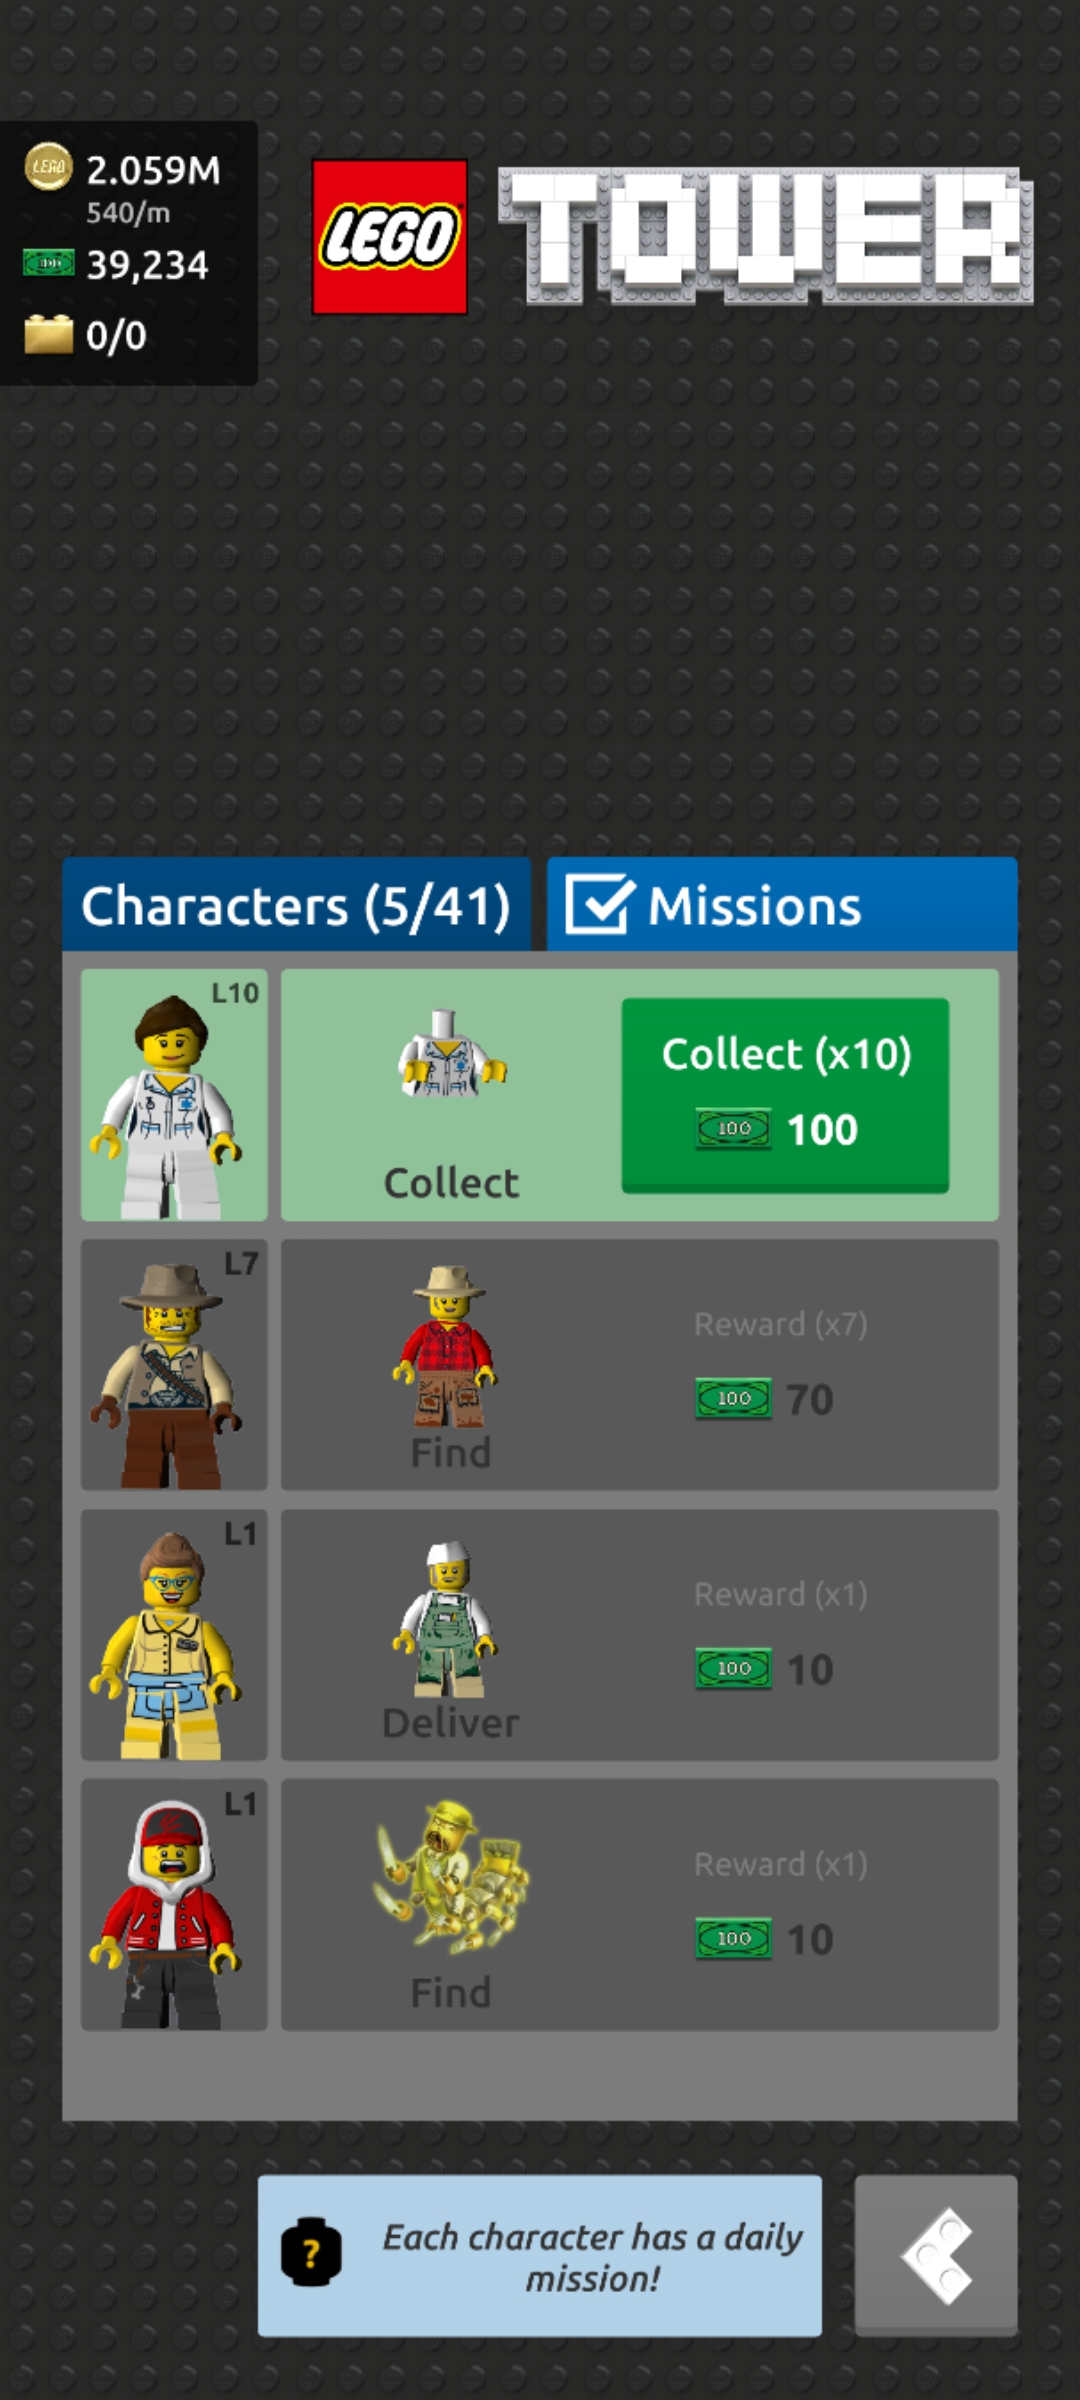 LEGO
2.059M
540/m
100
39,234
0/0
LEGO
TOWER
Characters (5/41)
Missions
L10
Collect (x10)
100
100
Collect
L7
Reward (x7)
100
70
Find
L1
Reward (x1)
100
10
Deliver
L1
Reward (x1)
100
10
Find
?
Each character has a daily
mission!